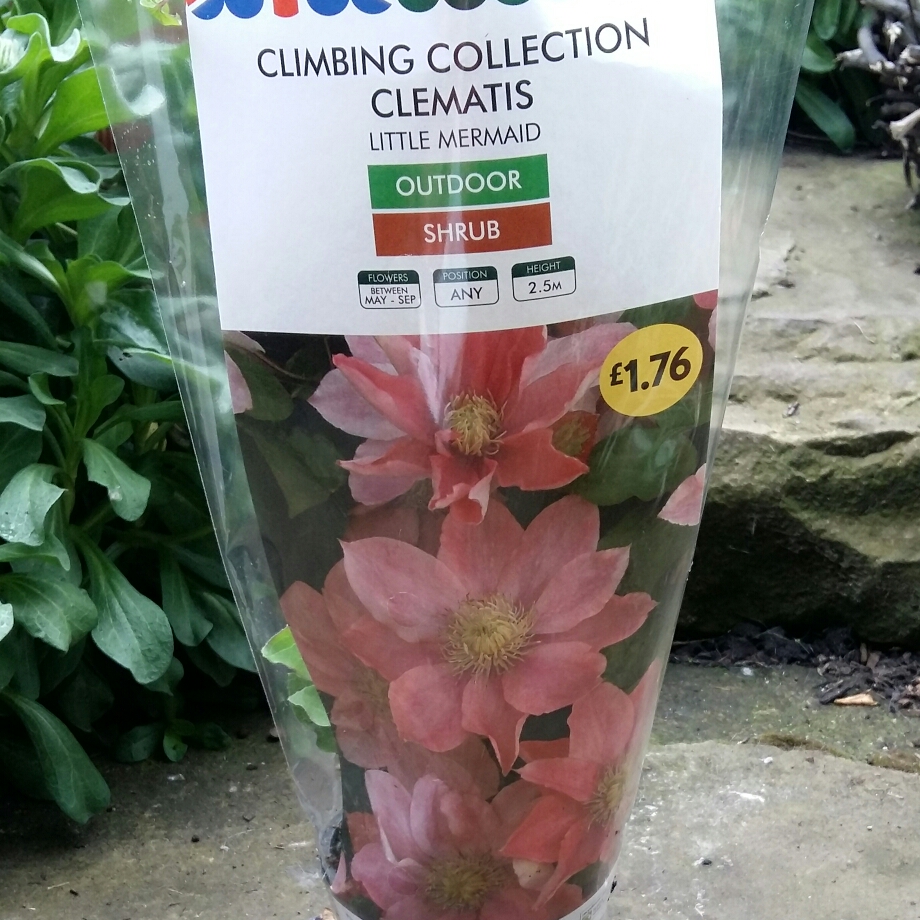 CLIMBING COLLECTION
CLEMATIS
LITTLE MERMAID
OUTDOOR
SHRUB
FLOWERS
BETWEEN
MAY - SEP
POSITION
ANY
HEIGHT
2.5M
£1.76